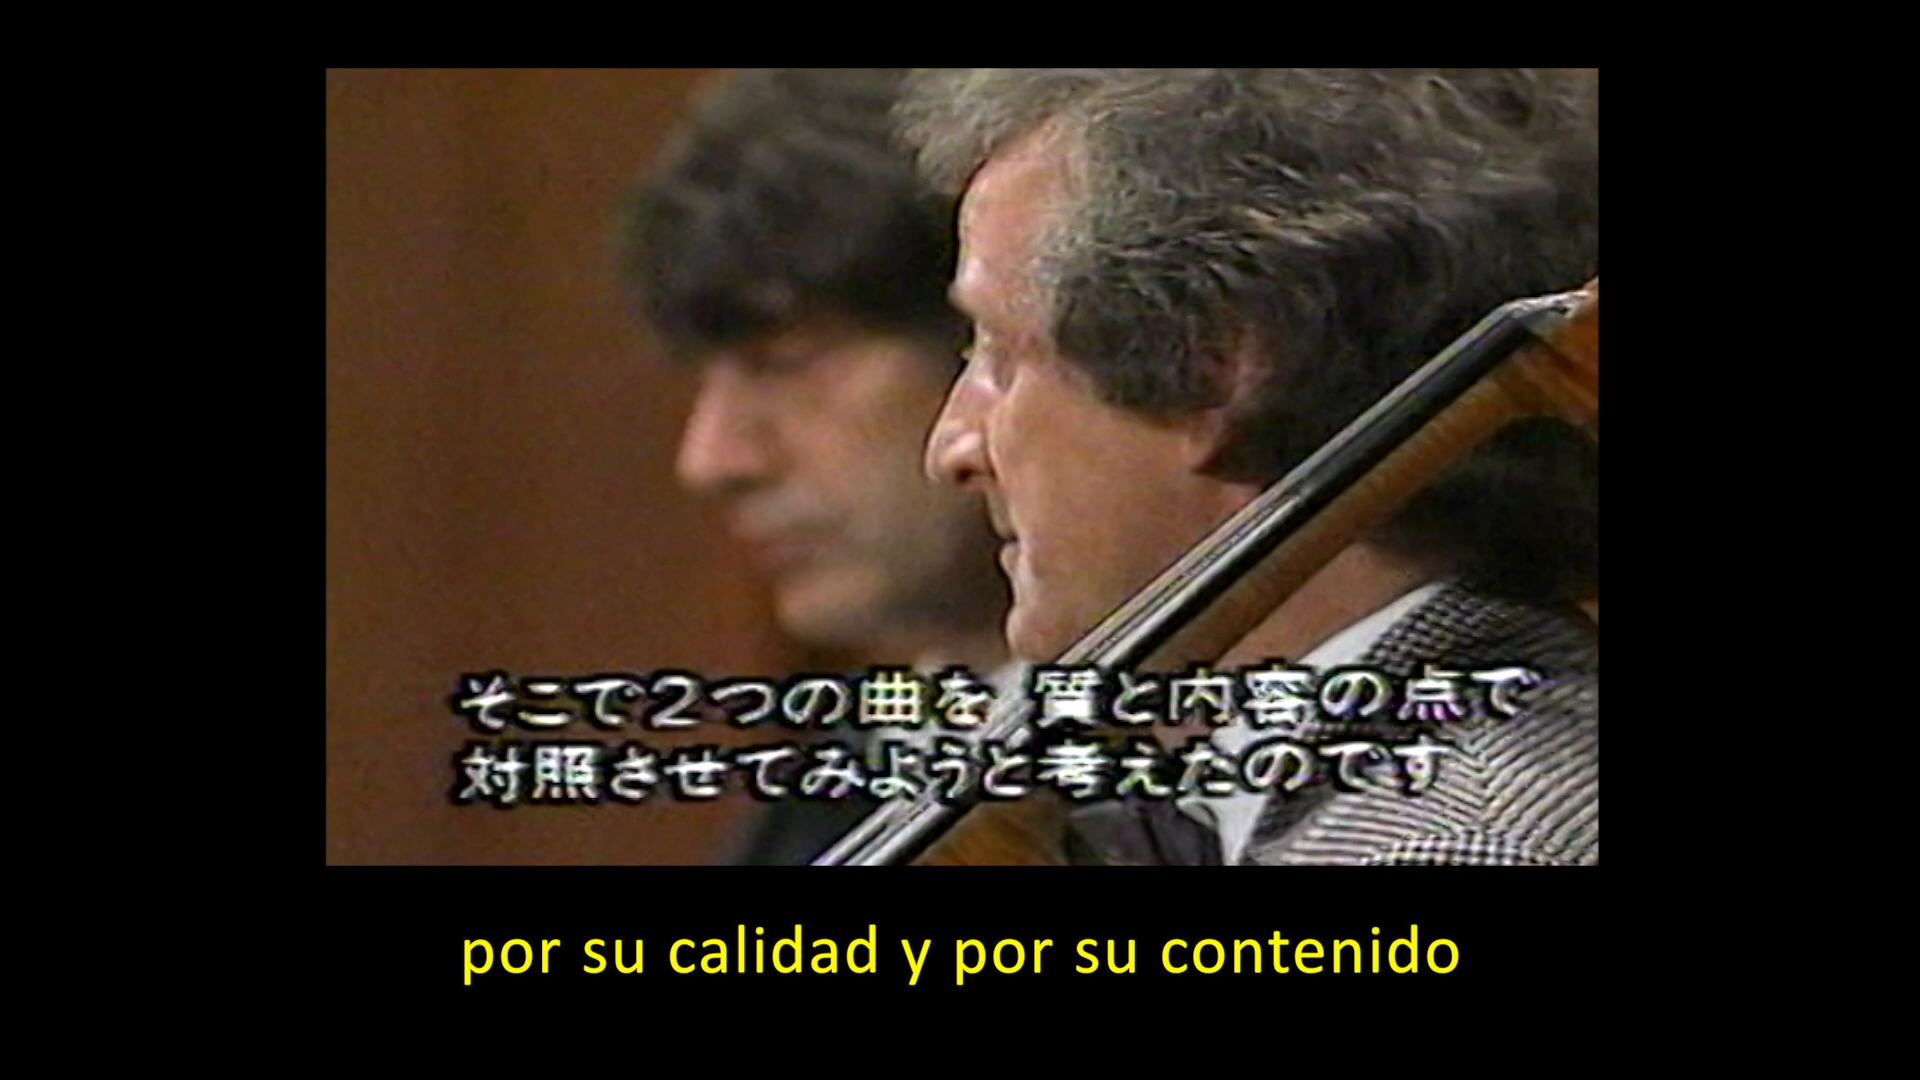 そこで２つの曲を 質と内容の点で
対照させてみようと考えたのです
por su calidad y por su contenido